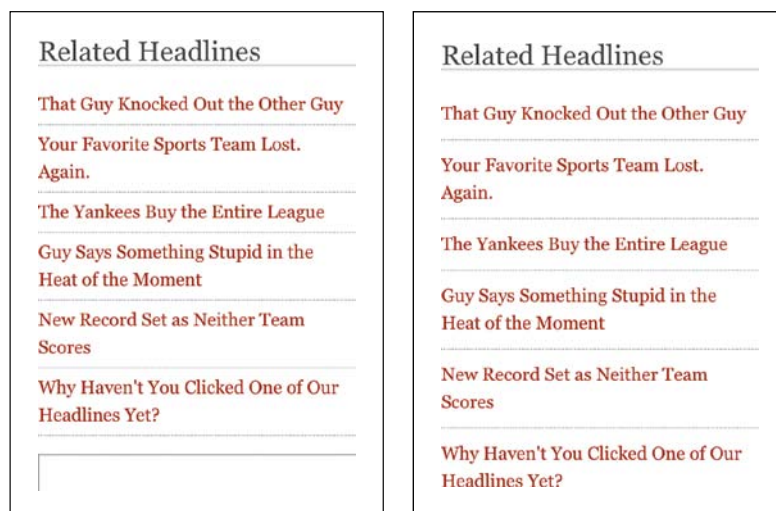 Related Headlines
That Guy Knocked Out the Other Guy
Your Favorite Sports Team Lost.
Again.
The Yankees Buy the Entire League
Guy Says Something Stupid in the
Heat of the Moment
New Record Set as Neither Team
Scores
Why Haven't You Clicked One of Our
Headlines Yet?
Related Headlines
That Guy Knocked Out the Other Guy
Your Favorite Sports Team Lost.
Again.
The Yankees Buy the Entire League
Guy Says Something Stupid in the
Heat of the Moment
New Record Set as Neither Team
Scores
Why Haven't You Clicked One of Our
Headlines Yet?